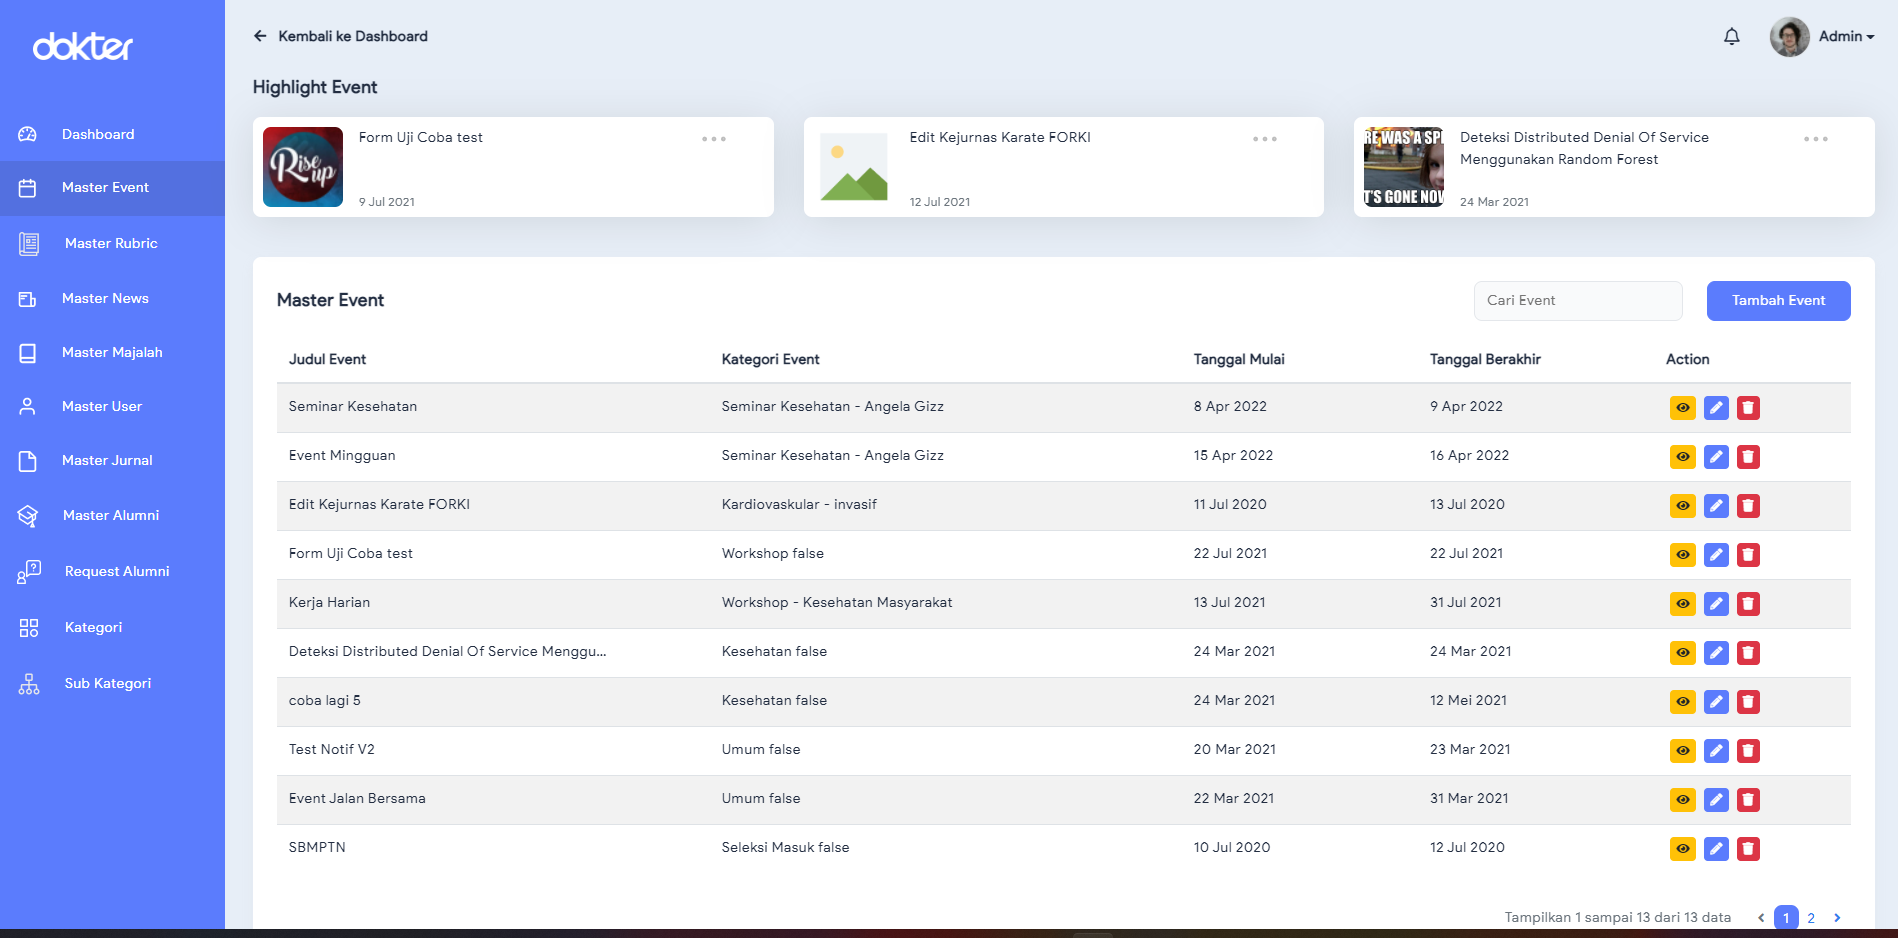 dokter
Kembali ke Dashboard
Admin
Dashboard
Master Event
Master Rubric
Master News
Master Majalah
Master User
Master Jurnal
Master Alumni
Request Alumni
Kategori
Sub Kategori
Highlight Event
Rise up
Form Uji Coba test
9 Jul 2021
Edit Kejurnas Karate FORKI
12 Jul 2021
RE WAS A SP
T'S GONE NOW
Deteksi Distributed Denial Of Service
Menggunakan Random Forest
24 Mar 2021
Master Event
Cari Event
Tambah Event
Judul Event Kategori Event Tanggal Mulai Tanggal Berakhir Action
Seminar Kesehatan Seminar Kesehatan - Angela Gizz 8 Apr 2022 9 Apr 2022
Event Mingguan Seminar Kesehatan - Angela Gizz 15 Apr 2022 16 Apr 2022
Edit Kejurnas Karate FORKI Kardiovaskular - invasif 11 Jul 2020 13 Jul 2020
Form Uji Coba test Workshop false 22 Jul 2021 22 Jul 2021
Kerja Harian Workshop - Kesehatan Masyarakat 13 Jul 2021 31 Jul 2021
Deteksi Distributed Denial Of Service Menggu... Kesehatan false 24 Mar 2021 24 Mar 2021
coba lagi 5 Kesehatan false 24 Mar 2021 12 Mei 2021
Test Notif V2 Umum false 20 Mar 2021 23 Mar 2021
Event Jalan Bersama Umum false 22 Mar 2021 31 Mar 2021
SBMPTN Seleksi Masuk false 10 Jul 2020 12 Jul 2020
Tampilkan 1 sampai 13 dari 13 data 1 2